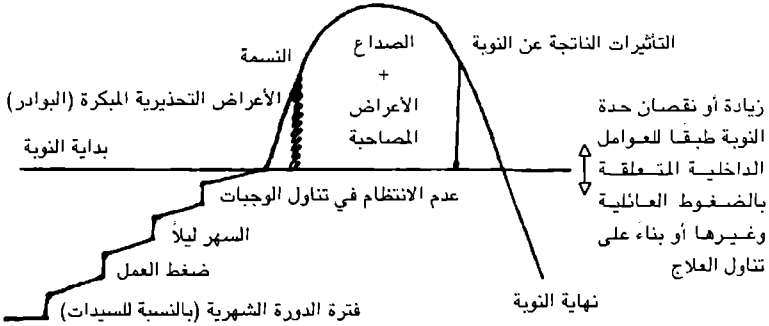 الصداع
+
الأعراض
المصاحبة
التأثيرات الناتجة عن النوبة
النسمة
الأعراض التحذيرية المبكرة (البوادر)
بداية النوبة
زيادة أو نقصان حدة
النوبة طبقًا للعوامل
الداخلية المتعلقة
بالضغوط العائلية
وغيرها أو بناءً على
تناول العلاج
عدم الانتظام في تناول الوجبات
السهر ليلاً
ضغط العمل
فترة الدورة الشهرية (بالنسبة للسيدات)
نهاية النوبة